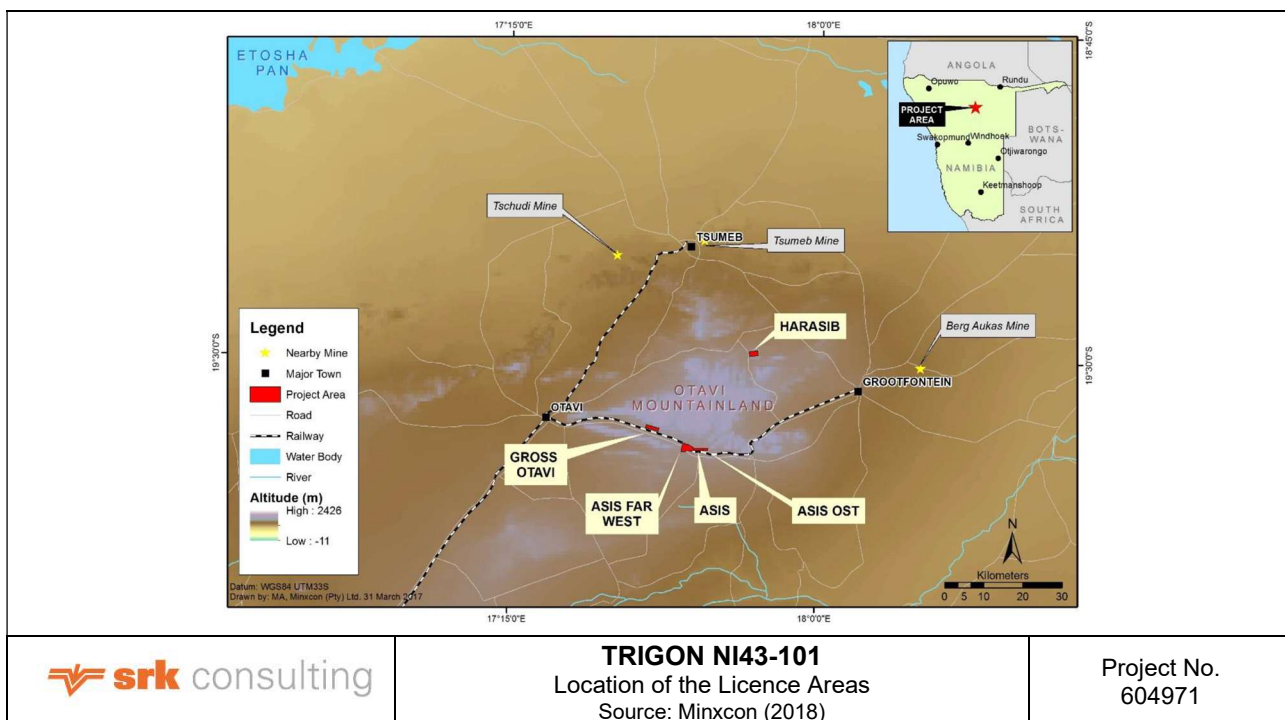 17°15'0"E
18°0'0"E
18°45'0"S
ETOSHA
PAN
ANGOLA
Opuwo
Rundu
PROJECT
AREA
BOTS-
WANA
Swakopmund
Windhoek
Otjiwarongo
NAMIBIA
Keetmanshoop
SOUTH
AFRICA
Tschudi Mine
TSUMEB
Tsumeb Mine
HARASIB
Berg Aukas Mine
19°30'0"S
19°30'0"S
GROOTFONTEIN
OTAVI
MOUNTAINLAND
OTAVI
GROSS
OTAVI
ASIS FAR
WEST
ASIS
ASIS OST
Legend
Nearby Mine
Major Town
Project Area
Road
Railway
Water Body
River
Altitude (m)
High : 2426
Low : -11
N
Kilometers
0 5 10 20 30
Datum: WGS84 UTM33S
Drawn by: MA, Minxcon (Pty) Ltd. 31 March 2017
17°15'0"E
18°0'0"E
srk consulting
TRIGON NI43-101
Location of the Licence Areas
Source: Minxcon (2018)
Project No.
604971